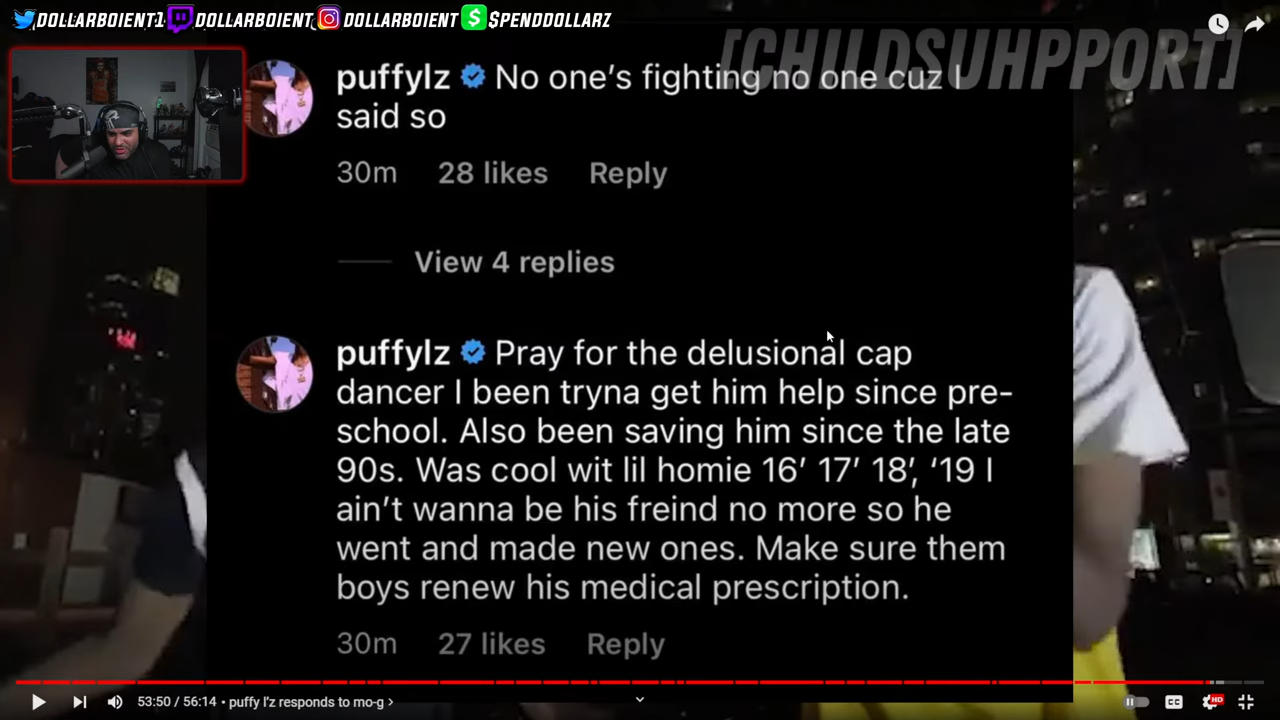 DOLLARBOIENT1 DOLLARBOIENT DOLLARBOIENT $PENDDOLLARZ
[CHILDSUHPPORT]
puffylz No one’s fighting no one cuz I
said so
30m 28 likes Reply
View 4 replies
puffylz Pray for the delusional cap
dancer I been tryna get him help since pre-
school. Also been saving him since the late
90s. Was cool wit lil homie 16’ 17’ 18’, ‘19 I
ain’t wanna be his freind no more so he
went and made new ones. Make sure them
boys renew his medical prescription.
30m 27 likes Reply
53:50 / 56:14 • puffy l’z responds to mo-g >
CC HD